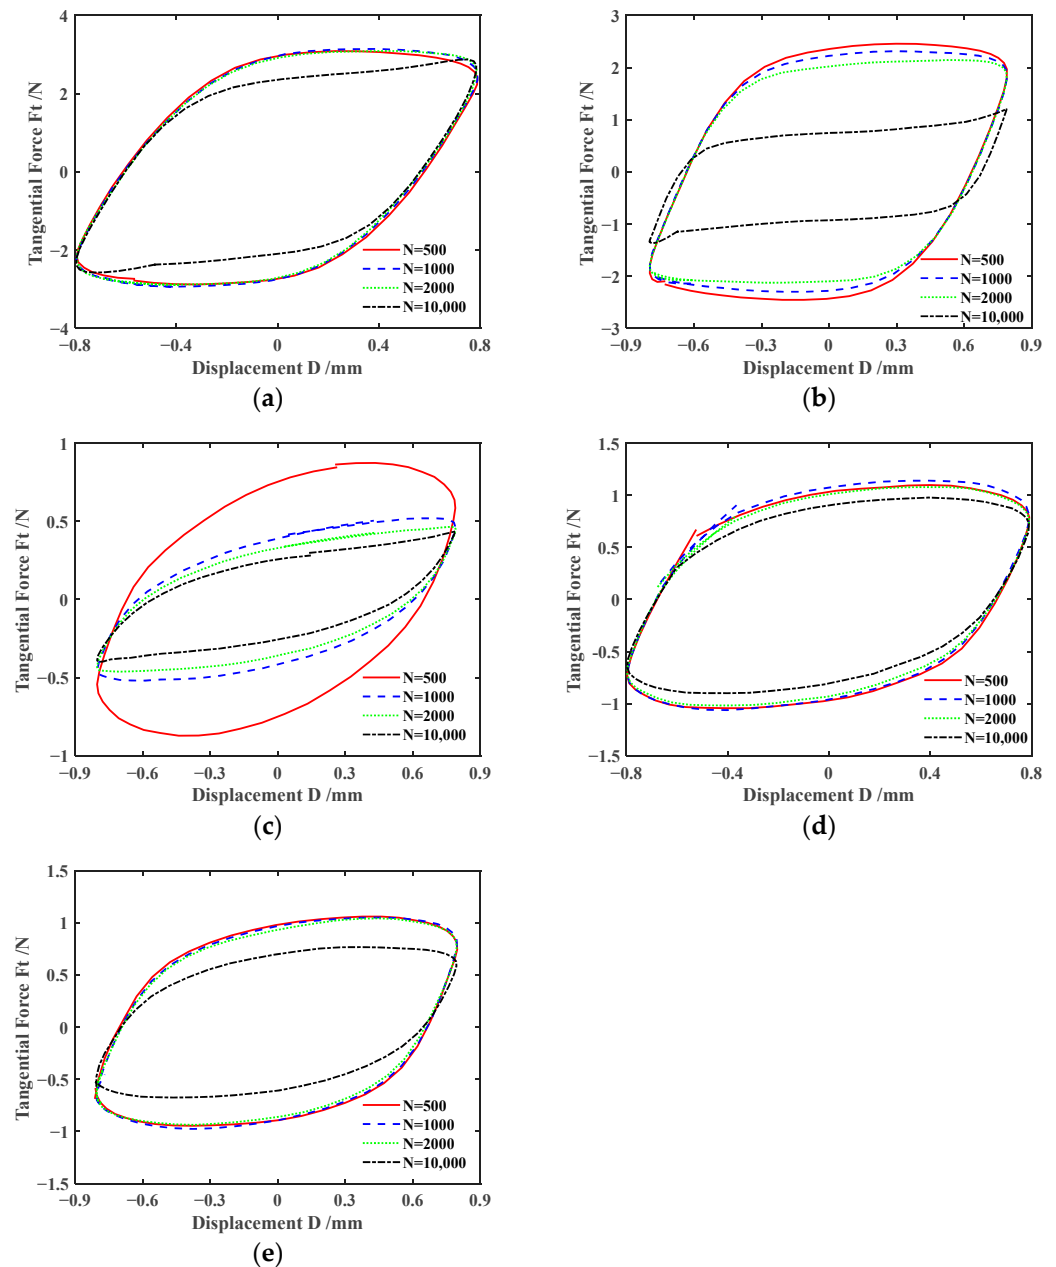 4
2
0
−2
−4
Tangential Force Ft /N
N=500
N=1000
N=2000
N=10,000
−0.8
−0.4
0
0.4
0.8
Displacement D /mm
(a)
3
2
1
0
−1
−2
−3
Tangential Force Ft /N
N=500
N=1000
N=2000
N=10,000
−0.9
−0.6
−0.3
0
0.3
0.6
0.9
Displacement D /mm
(b)
1
0.5
0
−0.5
−1
Tangential Force Ft /N
N=500
N=1000
N=2000
N=10,000
−0.9
−0.6
−0.3
0
0.3
0.6
0.9
Displacement D /mm
(c)
1.5
1
0.5
0
−0.5
−1
−1.5
Tangential Force Ft /N
N=500
N=1000
N=2000
N=10,000
−0.8
−0.4
0
0.4
0.8
Displacement D /mm
(d)
1.5
1
0.5
0
−0.5
−1
−1.5
Tangential Force Ft /N
N=500
N=1000
N=2000
N=10,000
−0.9
−0.6
−0.3
0
0.3
0.6
0.9
Displacement D /mm
(e)